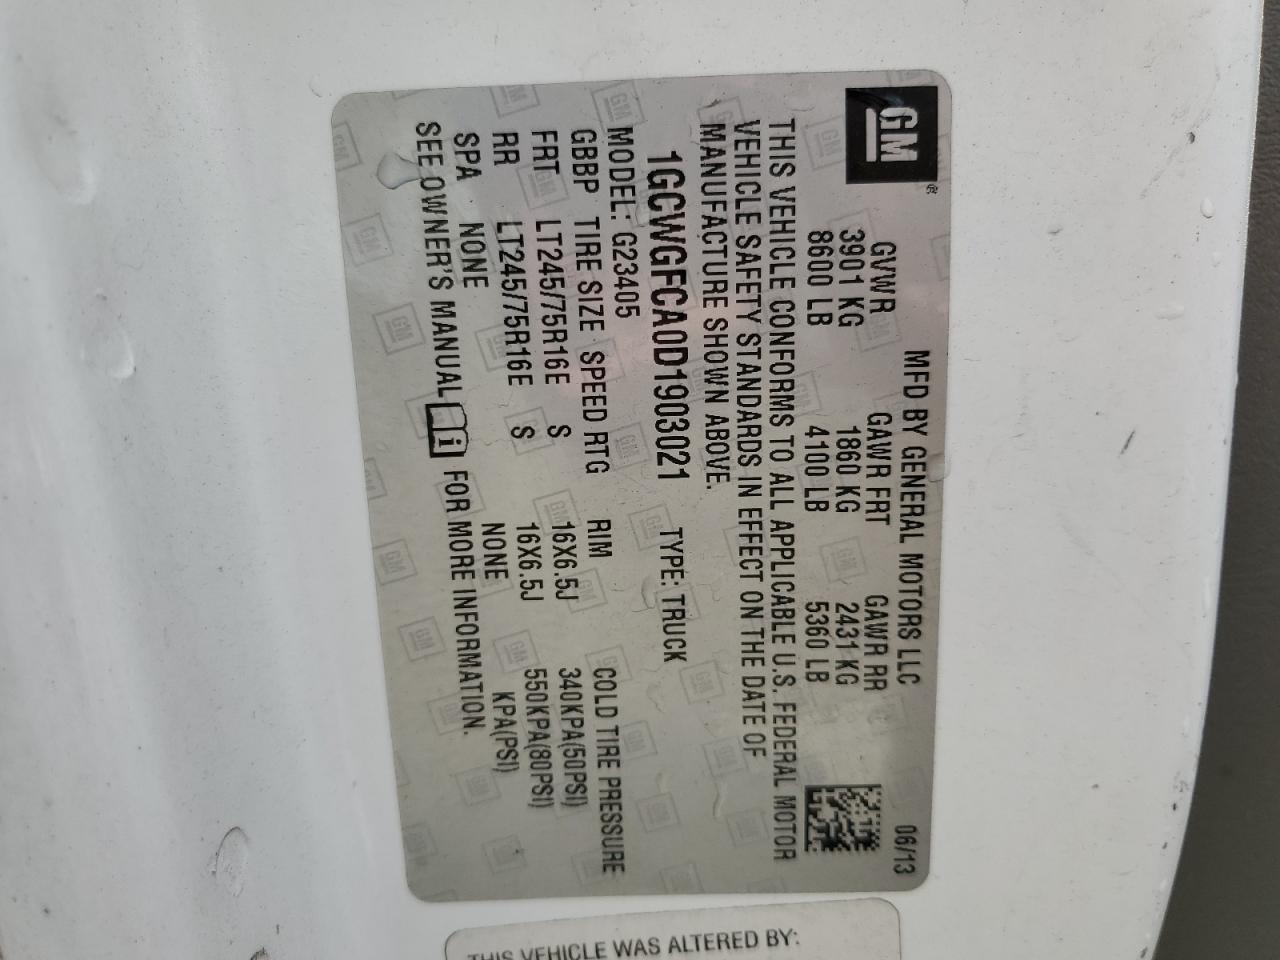 GM
MFD BY GENERAL MOTORS LLC 06/13
GVWR GAWR FRT GAWR RR
3901 KG 1860 KG 2431 KG
8600 LB 4100 LB 5360 LB
THIS VEHICLE CONFORMS TO ALL APPLICABLE U.S. FEDERAL MOTOR
VEHICLE SAFETY STANDARDS IN EFFECT ON THE DATE OF
MANUFACTURE SHOWN ABOVE.
1GCWGFCA0D1903021 TYPE: TRUCK
MODEL: G23405
GBBP TIRE SIZE SPEED RTG RIM COLD TIRE PRESSURE
FRT LT245/75R16E S 16X6.5J 340KPA(50PSI)
RR LT245/75R16E S 16X6.5J 550KPA(80PSI)
SPA NONE NONE KPA(PSI)
SEE OWNER'S MANUAL i FOR MORE INFORMATION.
THIS VEHICLE WAS ALTERED BY: